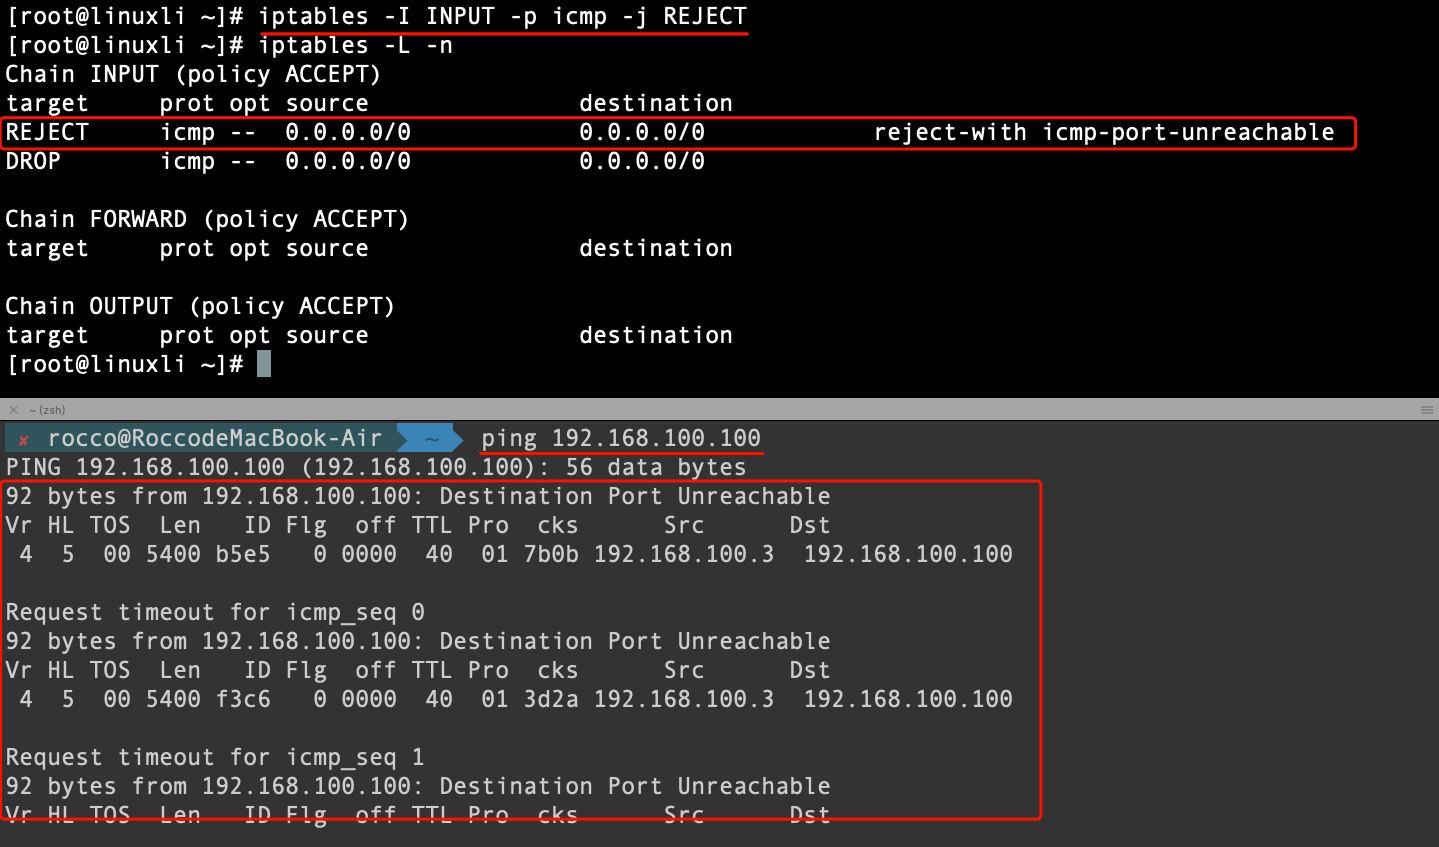 [root@linuxli ~]# iptables -I INPUT -p icmp -j REJECT
[root@linuxli ~]# iptables -L -n
Chain INPUT (policy ACCEPT)
target     prot opt source               destination
REJECT     icmp --  0.0.0.0/0            0.0.0.0/0            reject-with icmp-port-unreachable
DROP       icmp --  0.0.0.0/0            0.0.0.0/0

Chain FORWARD (policy ACCEPT)
target     prot opt source               destination

Chain OUTPUT (policy ACCEPT)
target     prot opt source               destination
[root@linuxli ~]#
~ (zsh)
✘ rocco@RoccodeMacBook-Air ~ ping 192.168.100.100
PING 192.168.100.100 (192.168.100.100): 56 data bytes
92 bytes from 192.168.100.100: Destination Port Unreachable
Vr HL TOS  Len   ID Flg  off TTL Pro  cks      Src      Dst
 4  5  00 5400 b5e5   0 0000  40  01 7b0b 192.168.100.3  192.168.100.100

Request timeout for icmp_seq 0
92 bytes from 192.168.100.100: Destination Port Unreachable
Vr HL TOS  Len   ID Flg  off TTL Pro  cks      Src      Dst
 4  5  00 5400 f3c6   0 0000  40  01 3d2a 192.168.100.3  192.168.100.100

Request timeout for icmp_seq 1
92 bytes from 192.168.100.100: Destination Port Unreachable
Vr HL TOS  Len   ID Flg  off TTL Pro  cks      Src      Dst